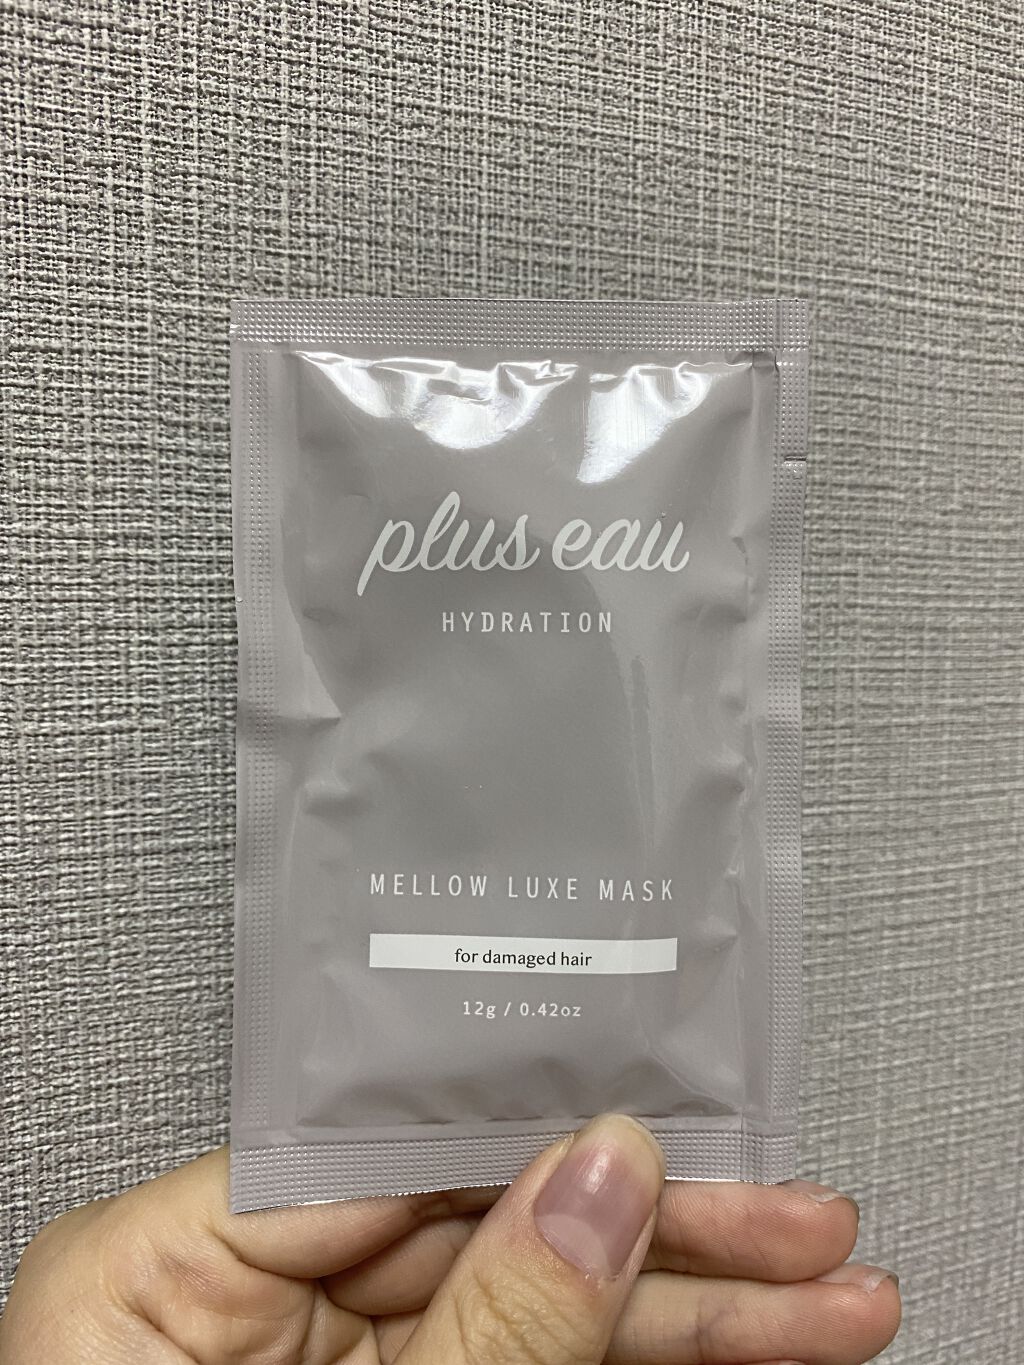 plus eau
HYDRATION
MELLOW LUXE MASK
for damaged hair
12g / 0.42oz